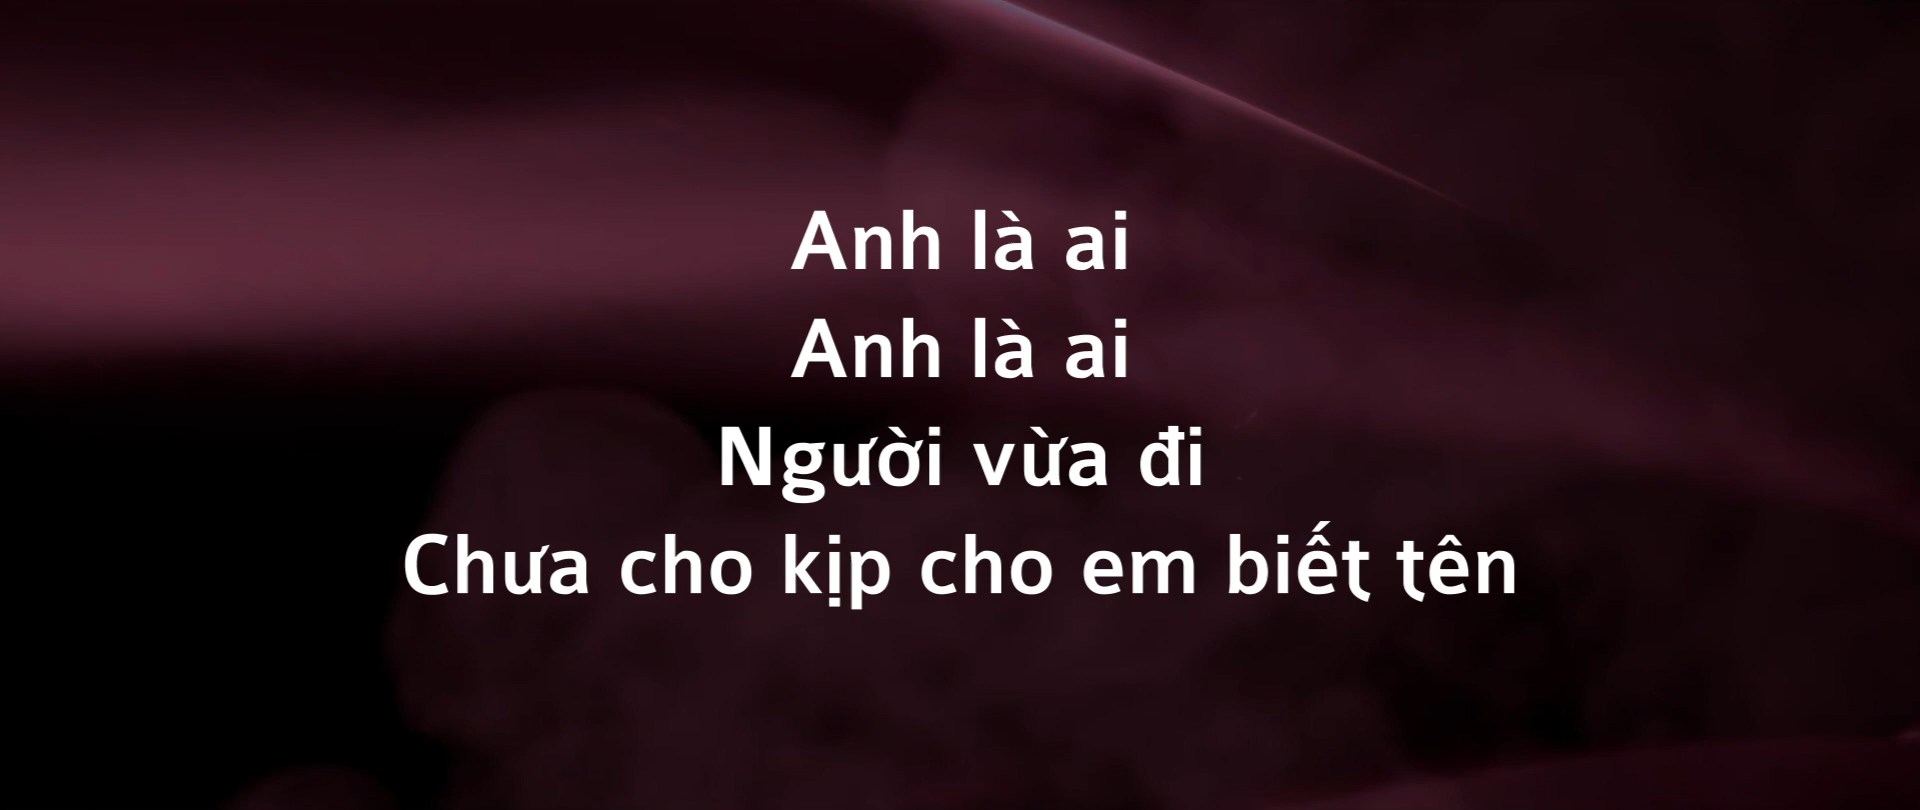 Anh là ai
Anh là ai
Người vừa đi
Chưa cho kịp cho em biết tên